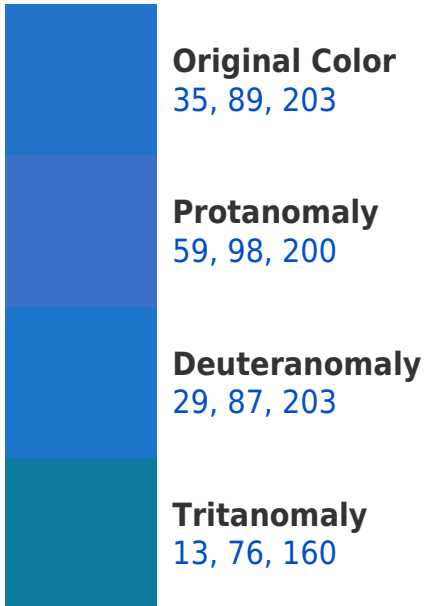 Original Color
35, 89, 203
Protanomaly
59, 98, 200
Deuteranomaly
29, 87, 203
Tritanomaly
13, 76, 160